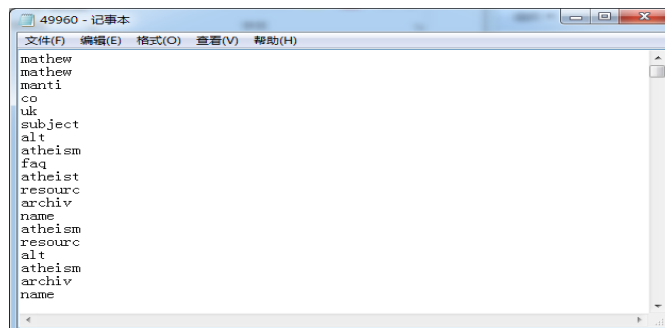 49960 - 记事本
文件(F) 编辑(E) 格式(O) 查看(V) 帮助(H)
mathew
mathew
manti
co
uk
subject
alt
atheism
faq
atheist
resourc
archiv
name
atheism
resourc
alt
atheism
archiv
name